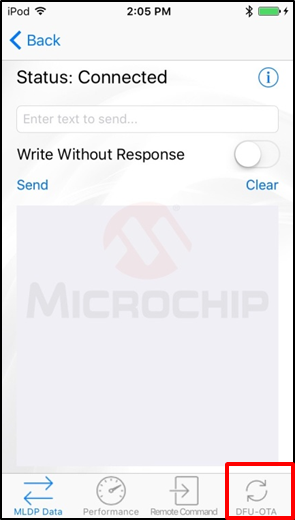 iPod 2:05 PM
Back
Status: Connected
Enter text to send...
Write Without Response
Send Clear
MICROCHIP
MLDP Data Performance Remote Command DFU-OTA